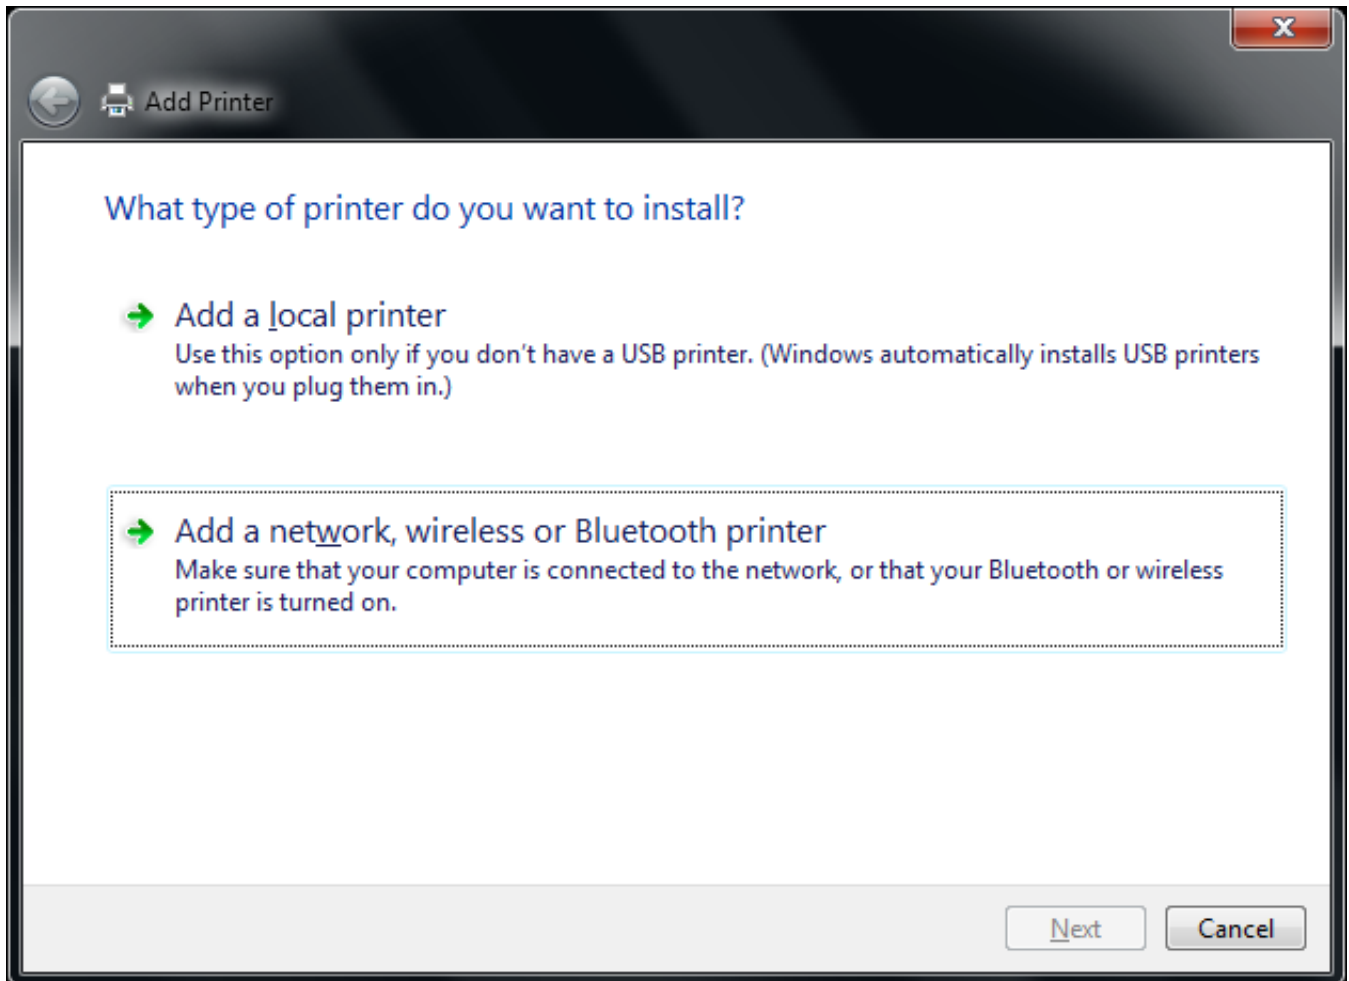 Add Printer
What type of printer do you want to install?
Add a local printer
Use this option only if you don't have a USB printer. (Windows automatically installs USB printers
when you plug them in.)
Add a network, wireless or Bluetooth printer
Make sure that your computer is connected to the network, or that your Bluetooth or wireless
printer is turned on.
Next
Cancel